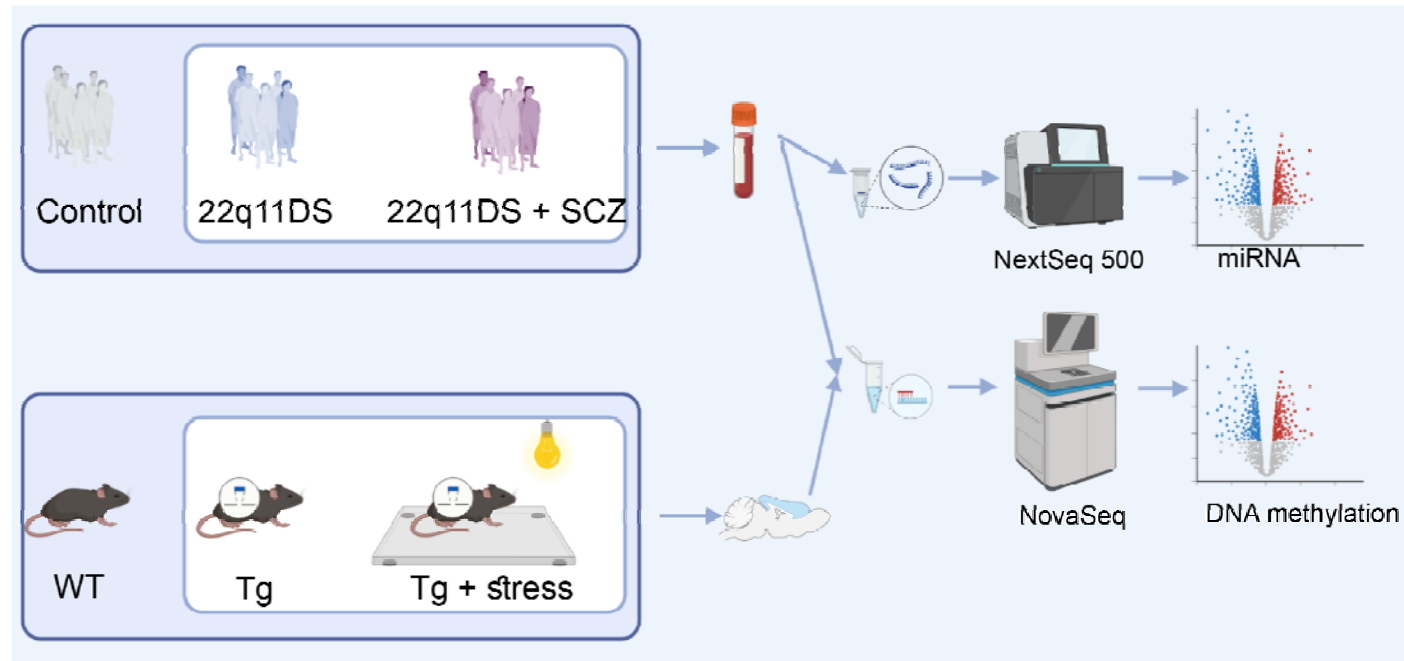 Control
22q11DS
22q11DS + SCZ
NextSeq 500
miRNA
WT
Tg
Tg + stress
NovaSeq
DNA methylation